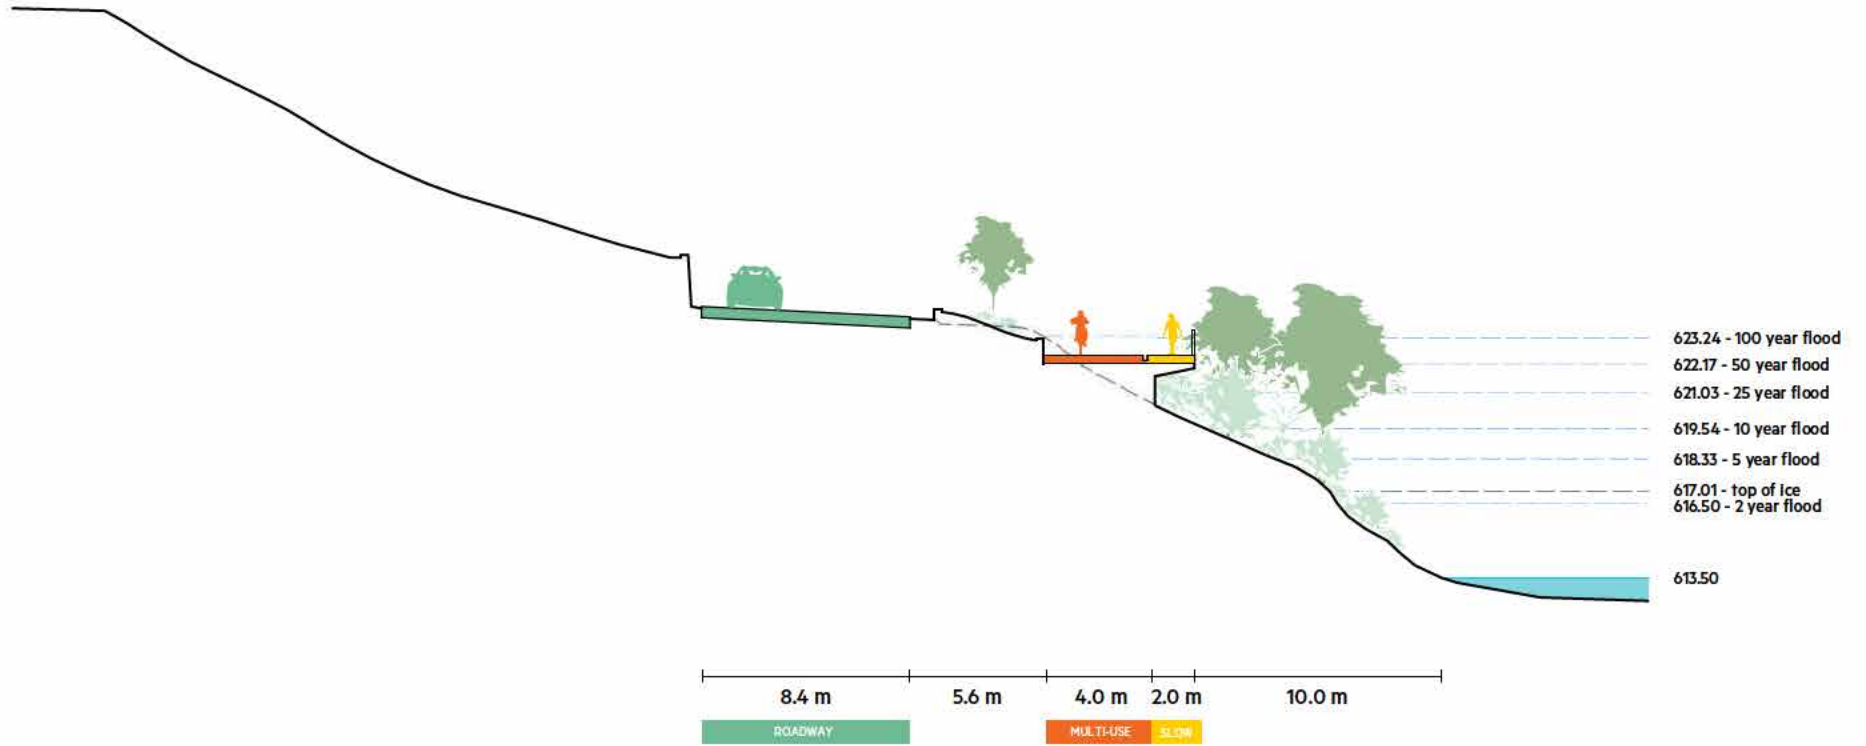 623.24 - 100 year flood
622.17 - 50 year flood
621.03 - 25 year flood
619.54 - 10 year flood
618.33 - 5 year flood
617.01 - top of Ice
616.50 - 2 year flood
613.50
8.4 m 5.6 m 4.0 m 2.0 m 10.0 m
ROADWAY MULTI-USE SLOW